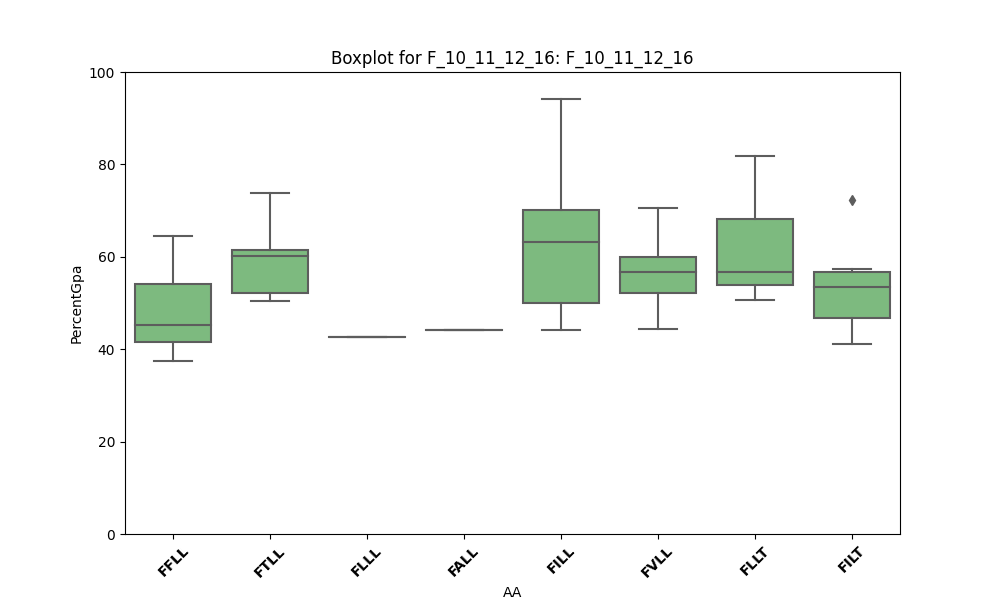 Boxplot for F_10_11_12_16: F_10_11_12_16
PercentGpa
100
80
60
40
20
0
FFLL
FTLL
FLLL
FALL
FILL
FVLL
FLLT
FILT
AA